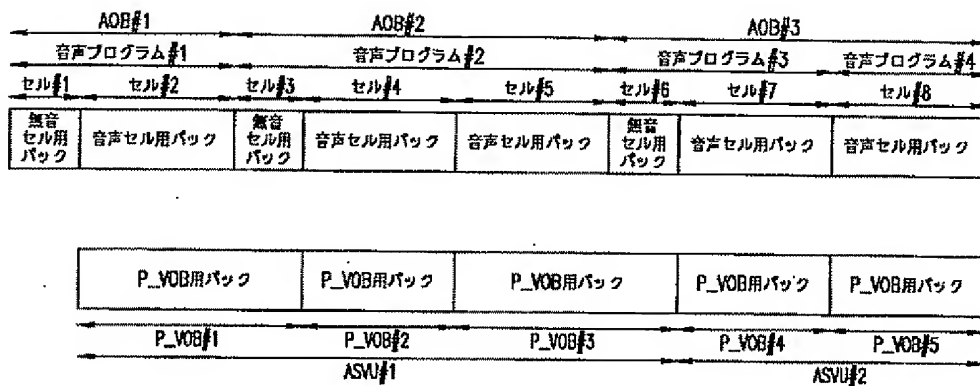 AOB#1 AOB#2 AOB#3
音声プログラム#1 音声プログラム#2 音声プログラム#3 音声プログラム#4
セル#1 セル#2 セル#3 セル#4 セル#5 セル#6 セル#7 セル#8
無音セル用パック 音声セル用パック 無音セル用パック 音声セル用パック 音声セル用パック 無音セル用パック 音声セル用パック 音声セル用パック
P_VOB用パック P_VOB用パック P_VOB用パック P_VOB用パック P_VOB用パック
P_VOB#1 P_VOB#2 P_VOB#3 P_VOB#4 P_VOB#5
ASVU#1 ASVU#2